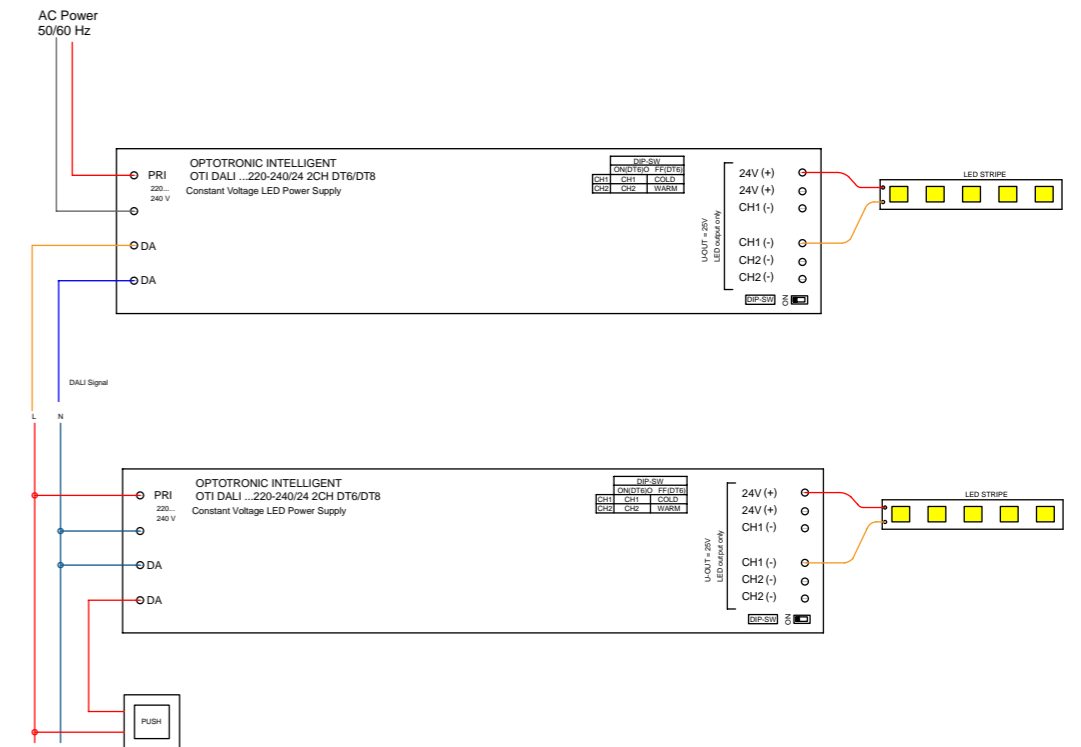 AC Power
50/60 Hz
OPTOTRONIC INTELLIGENT
PRI OTI DALI ...220-240/24 2CH DT6/DT8
220...
240 V
Constant Voltage LED Power Supply
DA
DA
DIP-SW
ON(DT6)O FF(DT6)
CH1 CH1 COLD
CH2 CH2 WARM
U-OUT = 25V
LED output only
24V (+)
24V (+)
CH1 (-)
CH1 (-)
CH2 (-)
CH2 (-)
DIP-SW ON
LED STRIPE
DALI Signal
L N
OPTOTRONIC INTELLIGENT
PRI OTI DALI ...220-240/24 2CH DT6/DT8
220...
240 V
Constant Voltage LED Power Supply
DA
DA
DIP-SW
ON(DT6)O FF(DT6)
CH1 CH1 COLD
CH2 CH2 WARM
U-OUT = 25V
LED output only
24V (+)
24V (+)
CH1 (-)
CH1 (-)
CH2 (-)
CH2 (-)
DIP-SW ON
LED STRIPE
PUSH